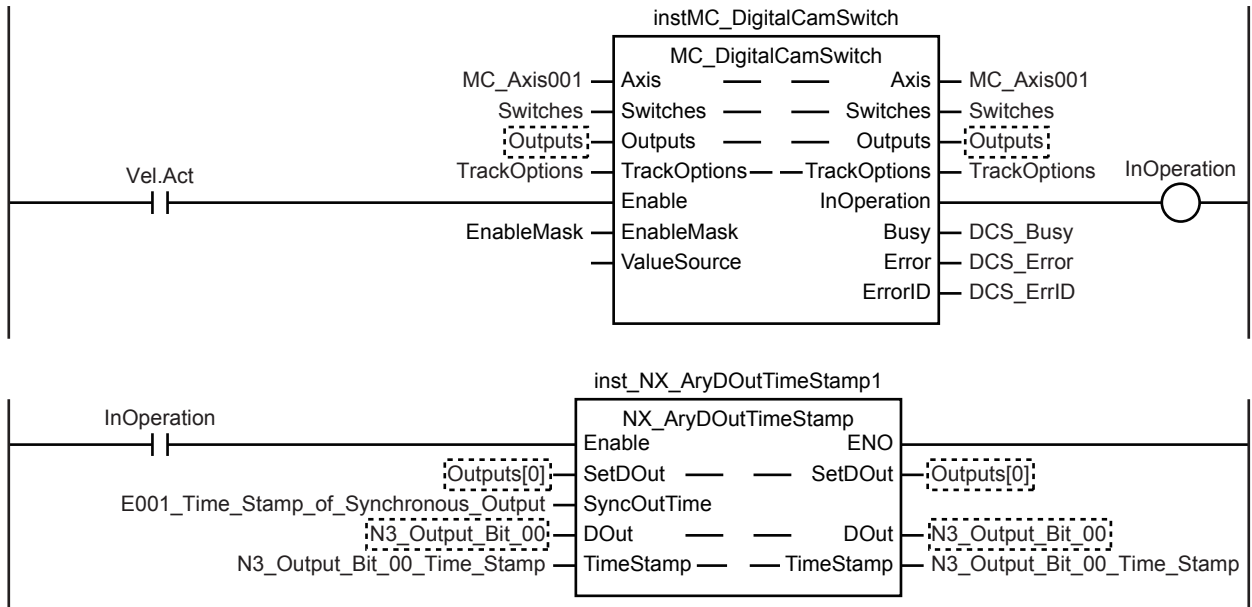 instMC_DigitalCamSwitch
MC_DigitalCamSwitch
MC_Axis001 Axis Axis MC_Axis001
Switches Switches Switches Switches
Outputs Outputs Outputs Outputs
TrackOptions TrackOptions TrackOptions TrackOptions
Vel.Act Enable InOperation InOperation
EnableMask EnableMask Busy DCS_Busy
ValueSource Error DCS_Error
ErrorID DCS_ErrID
inst_NX_AryDOutTimeStamp1
NX_AryDOutTimeStamp
InOperation Enable ENO
Outputs[0] SetDOut SetDOut Outputs[0]
E001_Time_Stamp_of_Synchronous_Output SyncOutTime
N3_Output_Bit_00 DOut DOut N3_Output_Bit_00
N3_Output_Bit_00_Time_Stamp TimeStamp TimeStamp N3_Output_Bit_00_Time_Stamp